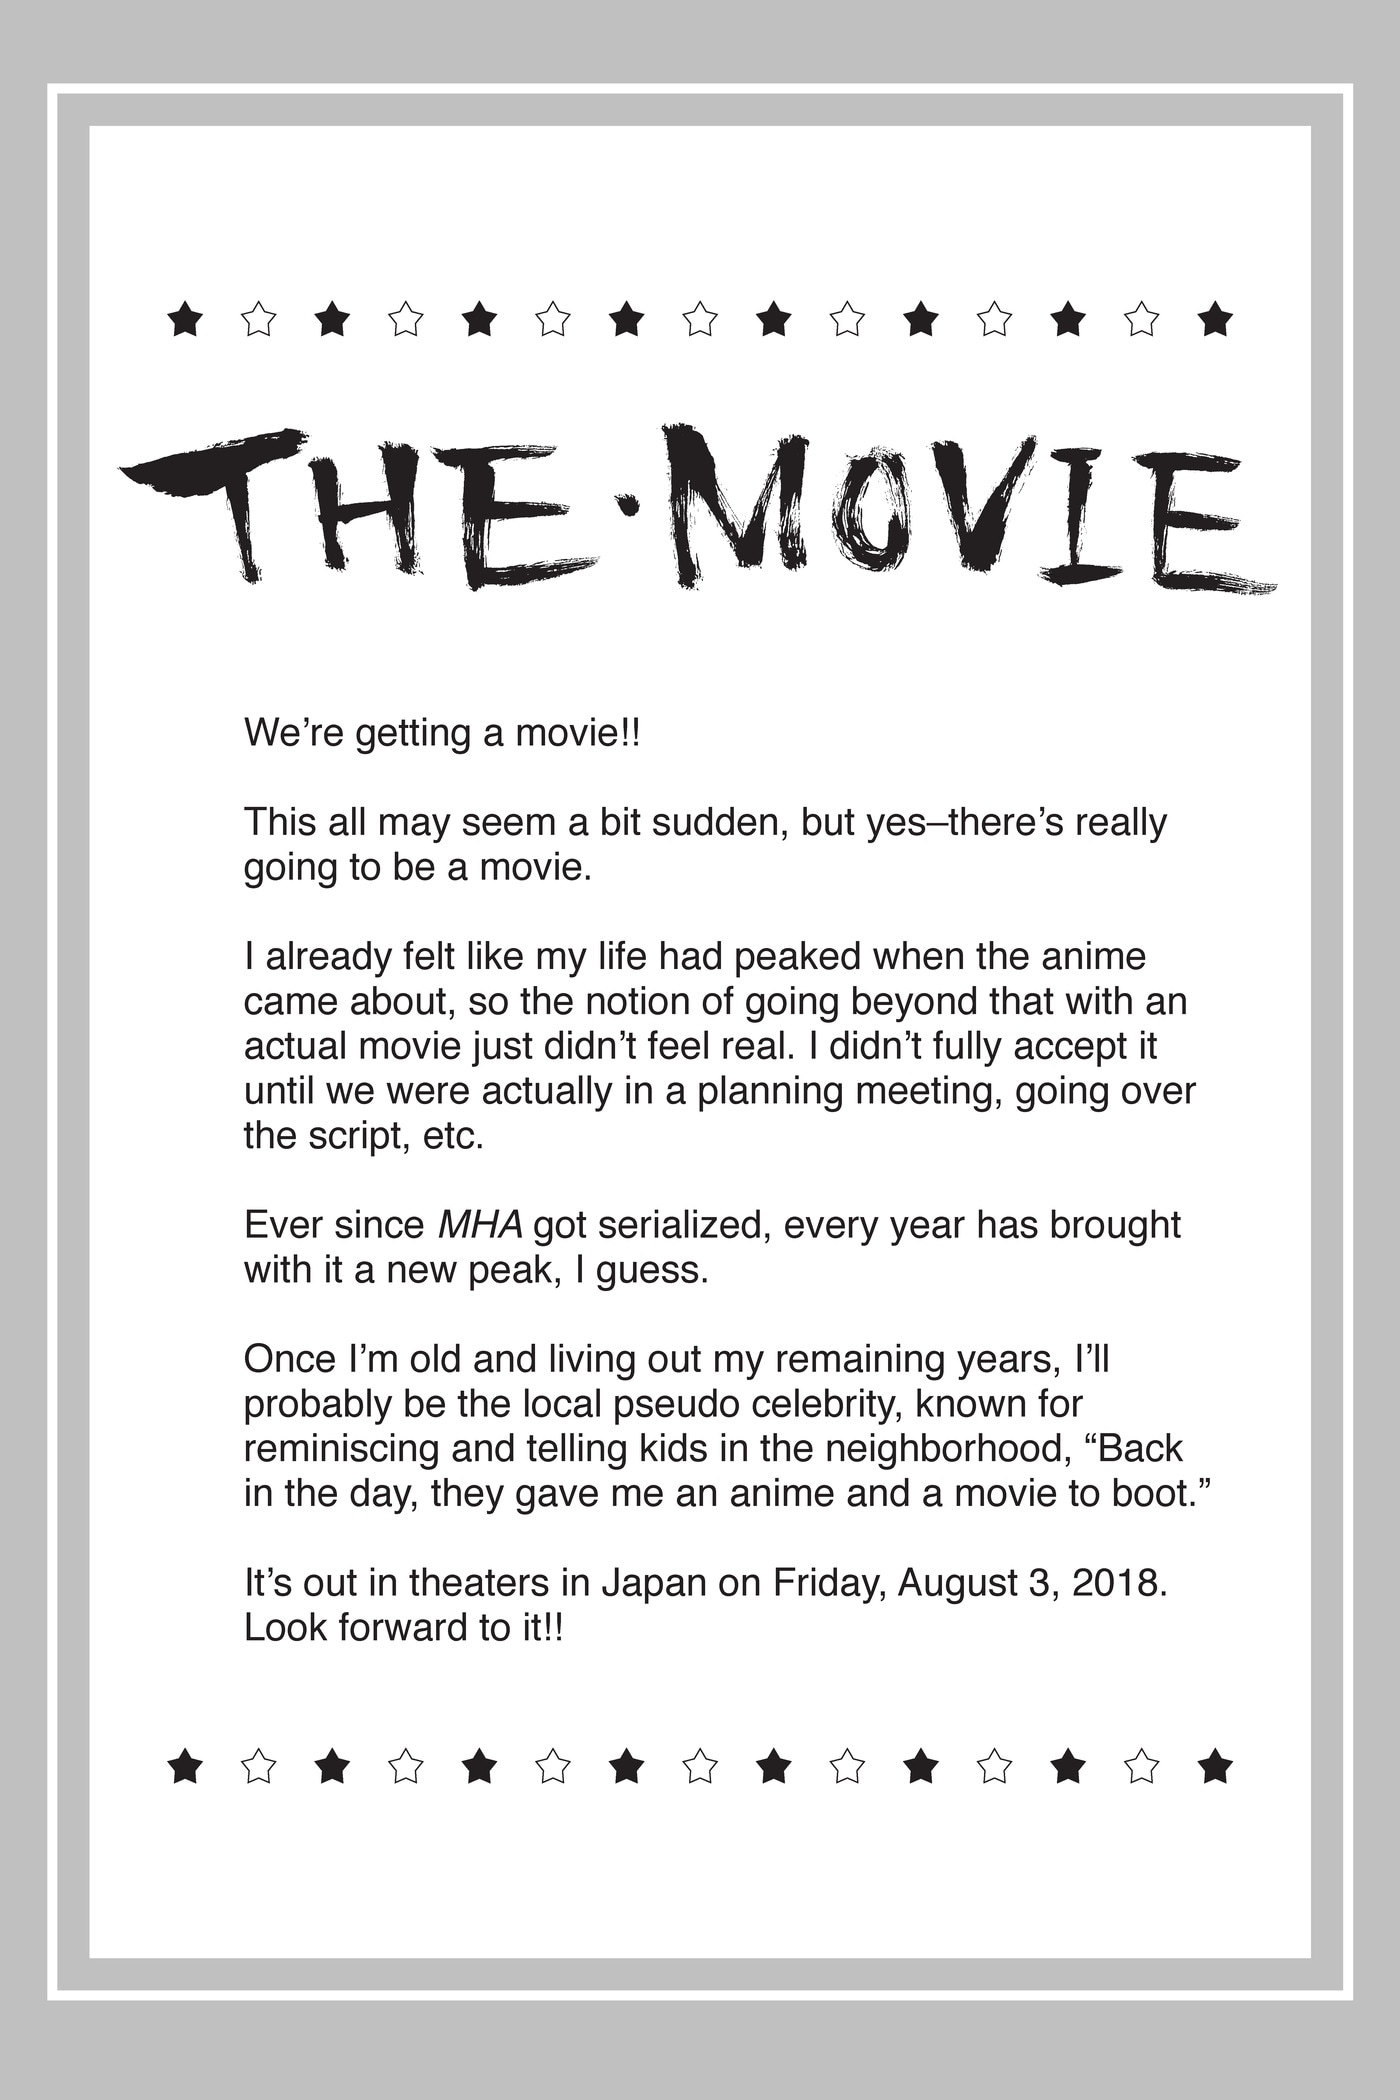 THE·MOVIE
We’re getting a movie!!
This all may seem a bit sudden, but yes—there’s really
going to be a movie.
I already felt like my life had peaked when the anime
came about, so the notion of going beyond that with an
actual movie just didn’t feel real. I didn’t fully accept it
until we were actually in a planning meeting, going over
the script, etc.
Ever since MHA got serialized, every year has brought
with it a new peak, I guess.
Once I’m old and living out my remaining years, I’ll
probably be the local pseudo celebrity, known for
reminiscing and telling kids in the neighborhood, “Back
in the day, they gave me an anime and a movie to boot.”
It’s out in theaters in Japan on Friday, August 3, 2018.
Look forward to it!!